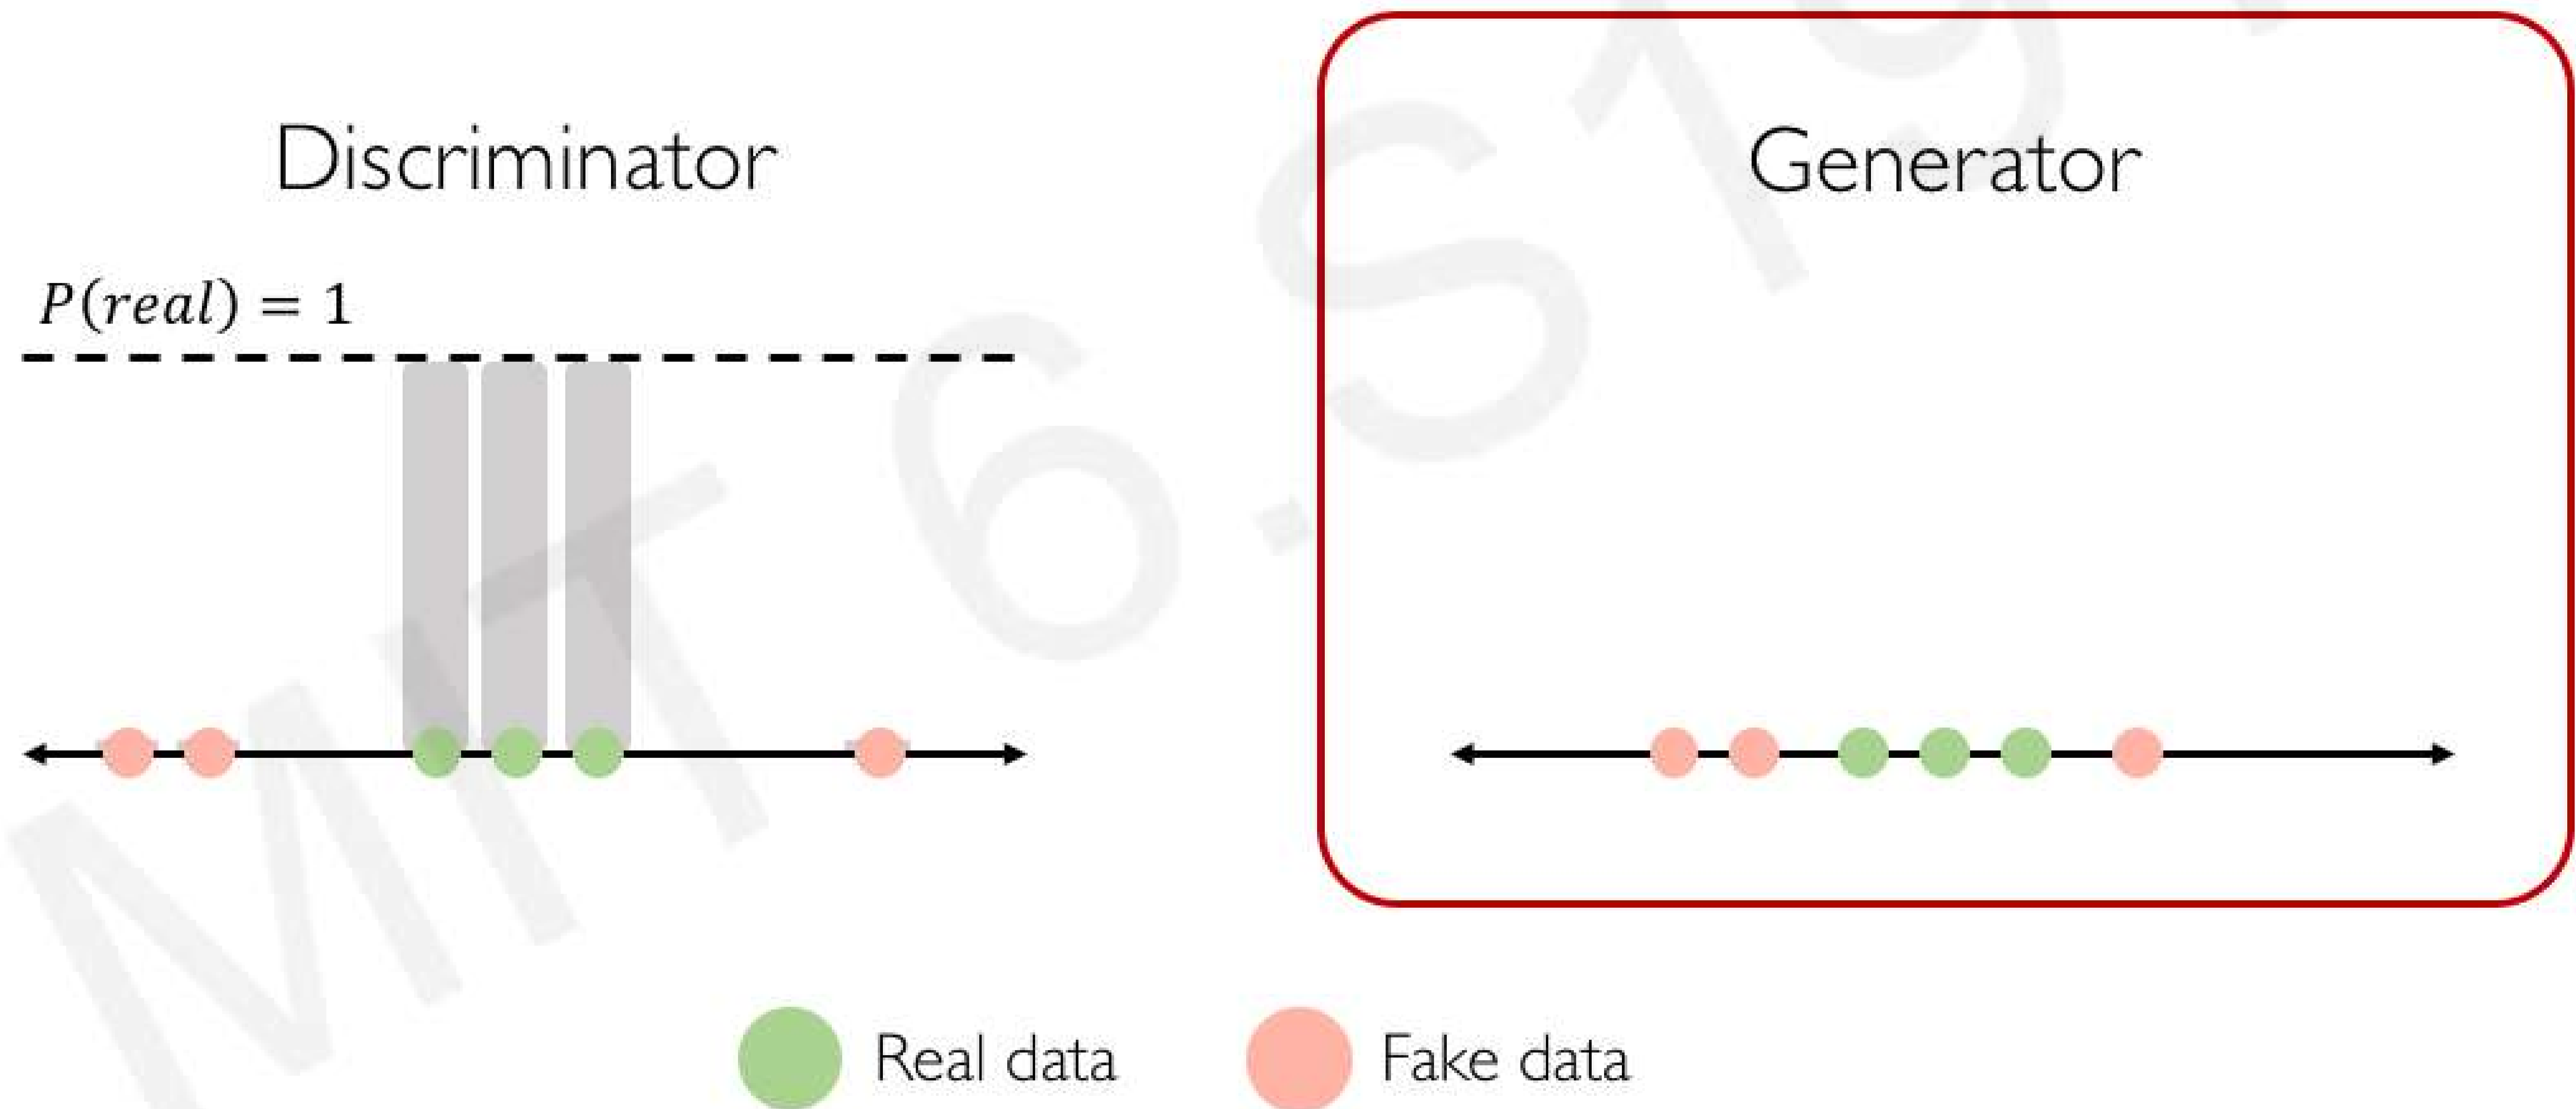 Discriminator
Generator
P(real) = 1
Real data
Fake data
MIT 6.S19